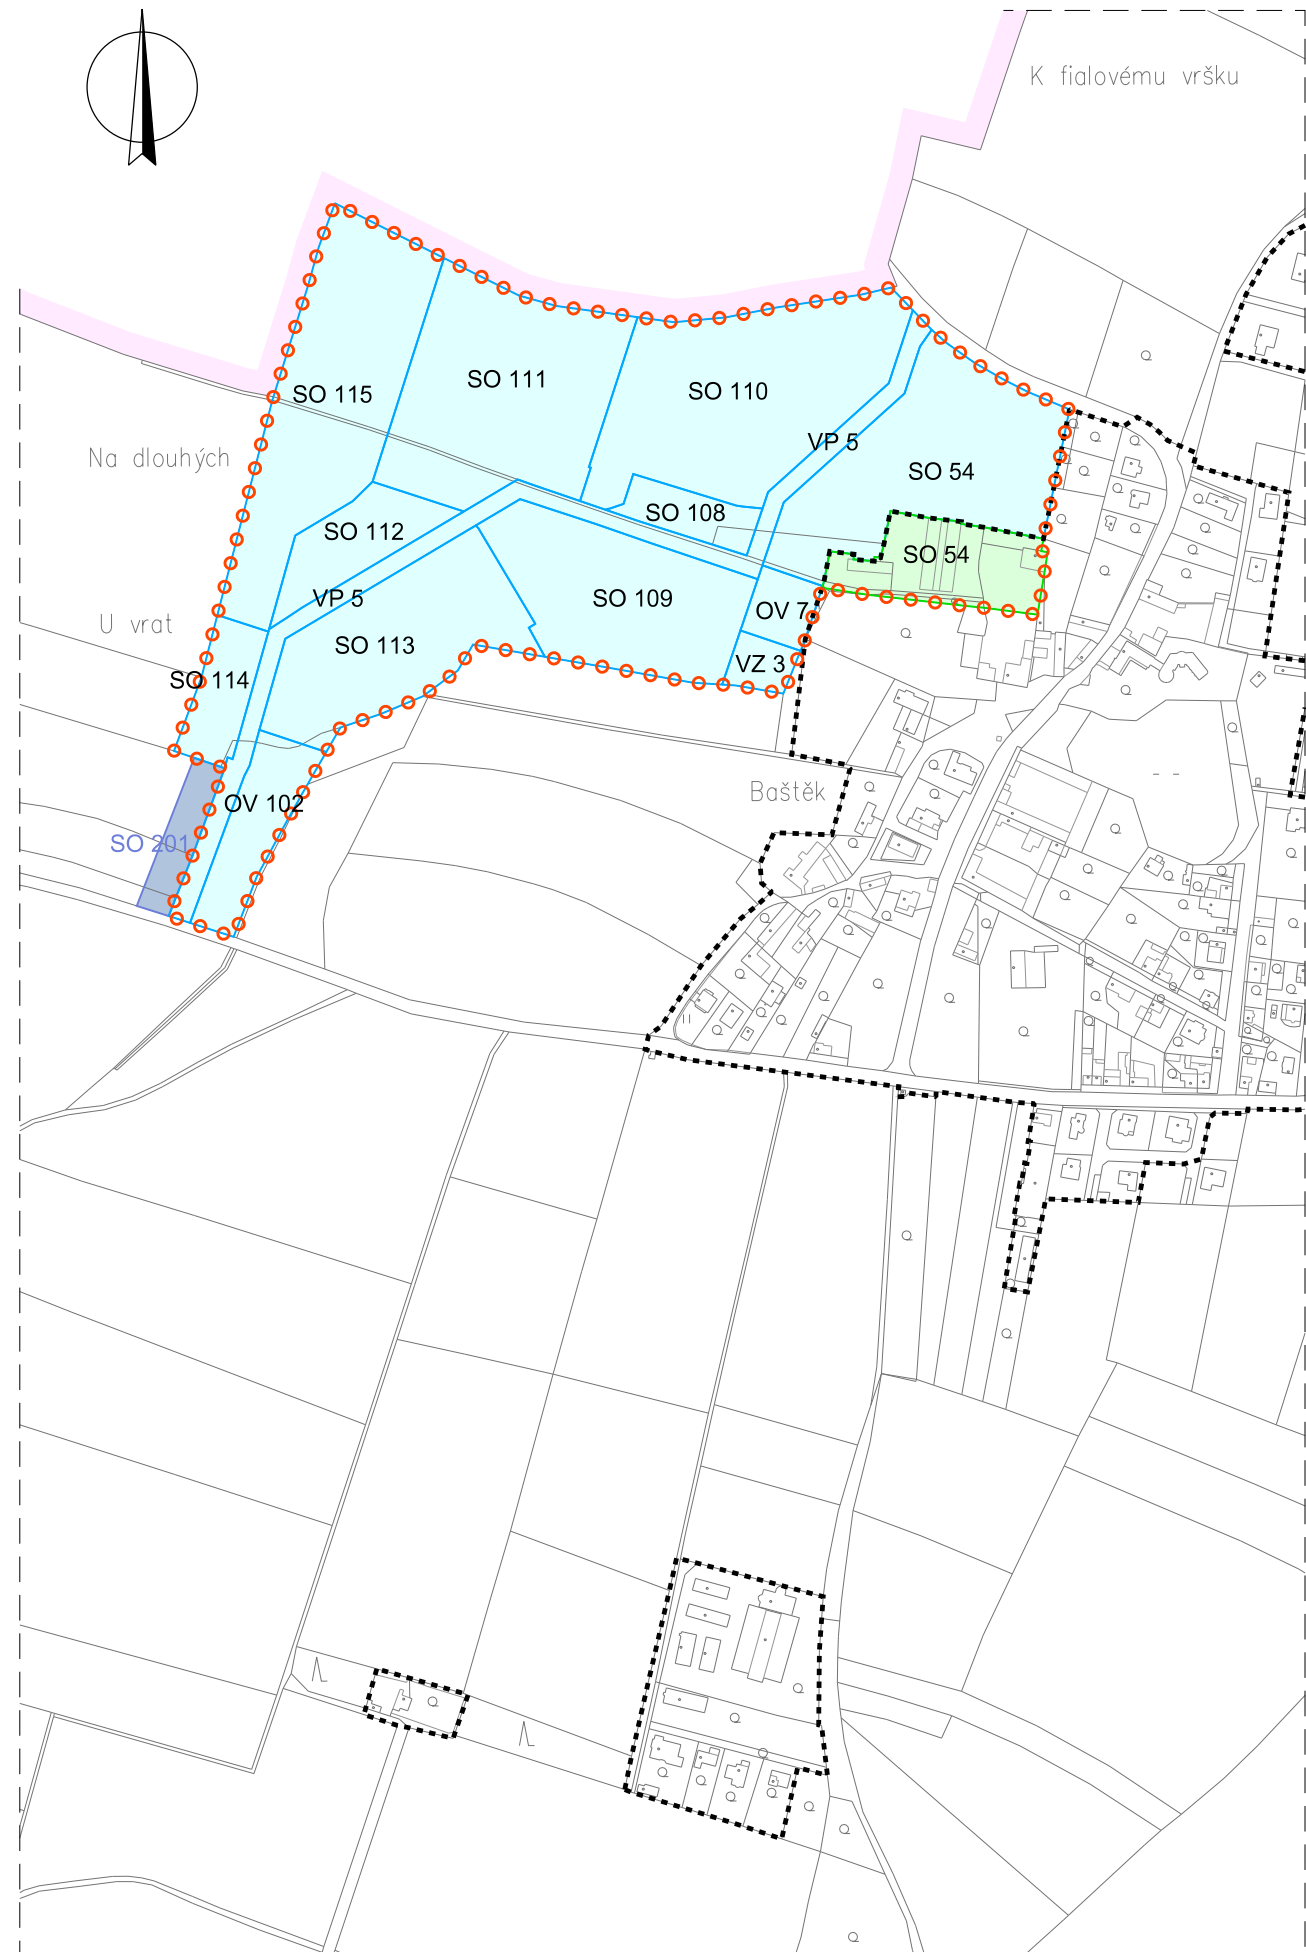 K fialovému vršku
SO 115
SO 111
SO 110
VP 5
Na dlouhých
SO 54
SO 108
SO 112
SO 54
VP 5
SO 109
OV 7
U vrat
SO 113
VZ 3
SO 114
Baštěk
OV 102
SO 201